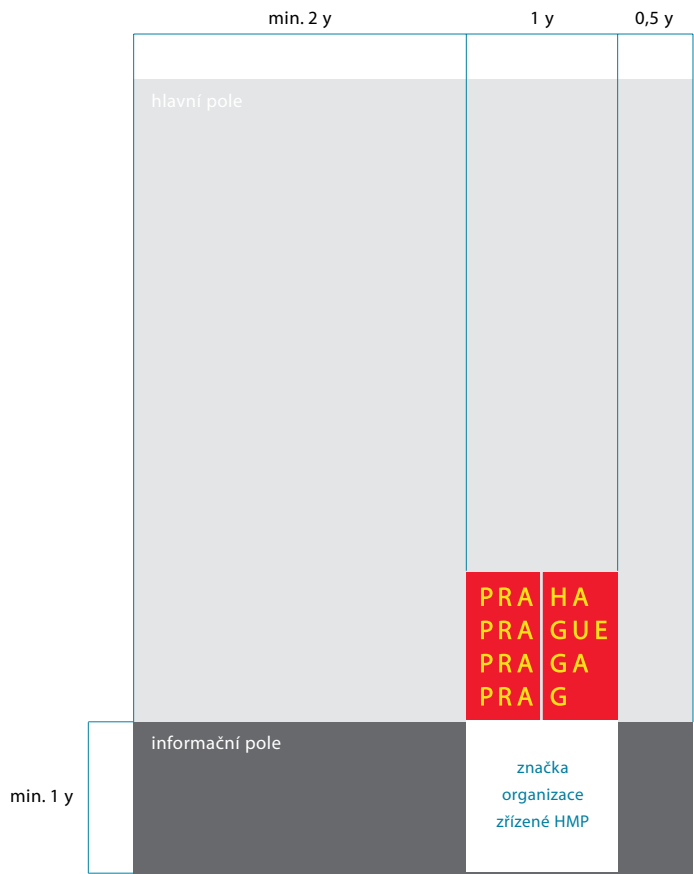 min. 2 y
1 y
0,5 y
hlavní pole
PRA HA
PRA GUE
PRA GA
PRA G
informační pole
min. 1 y
značka
organizace
zřízené HMP